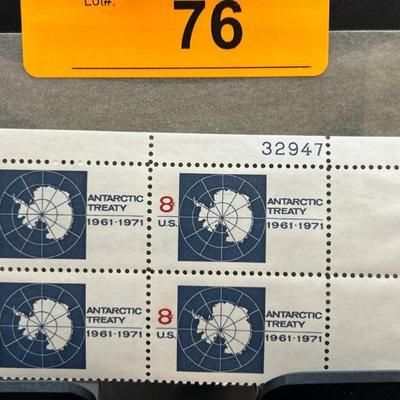 Lot#:
76
32947
ANTARCTIC
TREATY
1961-1971
8¢
U.S.
ANTARCTIC
TREATY
1961-1971
ANTARCTIC
TREATY
1961-1971
8¢
U.S.
ANTARCTIC
TREATY
1961-1971